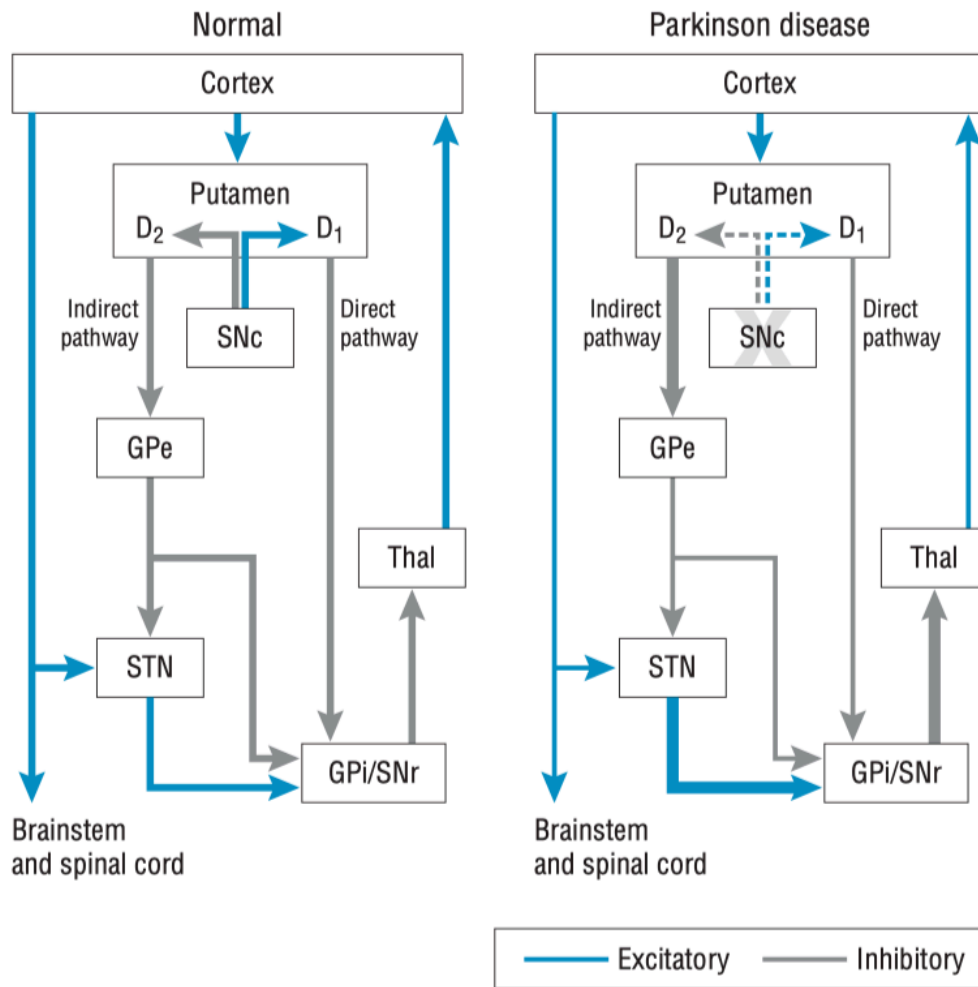 Normal
Cortex
Putamen
D2
D1
Indirect
pathway
SNc
Direct
pathway
GPe
Thal
STN
GPi/SNr
Brainstem
and spinal cord
Parkinson disease
Cortex
Putamen
D2
D1
Indirect
pathway
SNc
Direct
pathway
GPe
Thal
STN
GPi/SNr
Brainstem
and spinal cord
Excitatory
Inhibitory